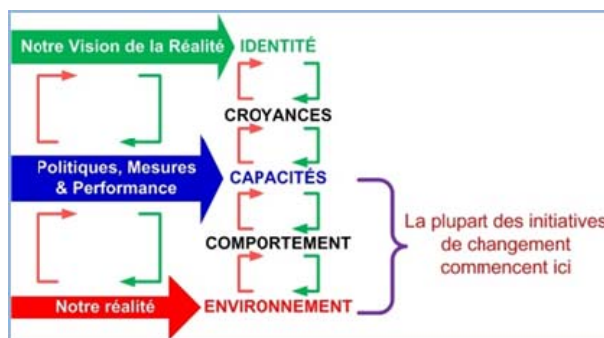 Notre Vision de la Réalité
IDENTITÉ
CROYANCES
Politiques, Mesures
& Performance
CAPACITÉS
La plupart des initiatives
de changement
commencent ici
COMPORTEMENT
Notre réalité
ENVIRONNEMENT